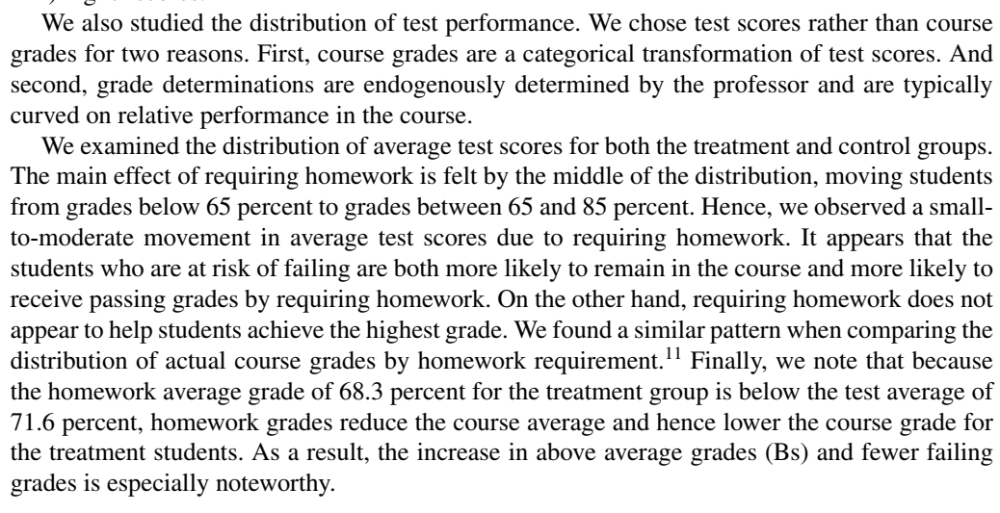 We also studied the distribution of test performance. We chose test scores rather than course
grades for two reasons. First, course grades are a categorical transformation of test scores. And
second, grade determinations are endogenously determined by the professor and are typically
curved on relative performance in the course.
We examined the distribution of average test scores for both the treatment and control groups.
The main effect of requiring homework is felt by the middle of the distribution, moving students
from grades below 65 percent to grades between 65 and 85 percent. Hence, we observed a small-
to-moderate movement in average test scores due to requiring homework. It appears that the
students who are at risk of failing are both more likely to remain in the course and more likely to
receive passing grades by requiring homework. On the other hand, requiring homework does not
appear to help students achieve the highest grade. We found a similar pattern when comparing the
distribution of actual course grades by homework requirement.11 Finally, we note that because
the homework average grade of 68.3 percent for the treatment group is below the test average of
71.6 percent, homework grades reduce the course average and hence lower the course grade for
the treatment students. As a result, the increase in above average grades (Bs) and fewer failing
grades is especially noteworthy.